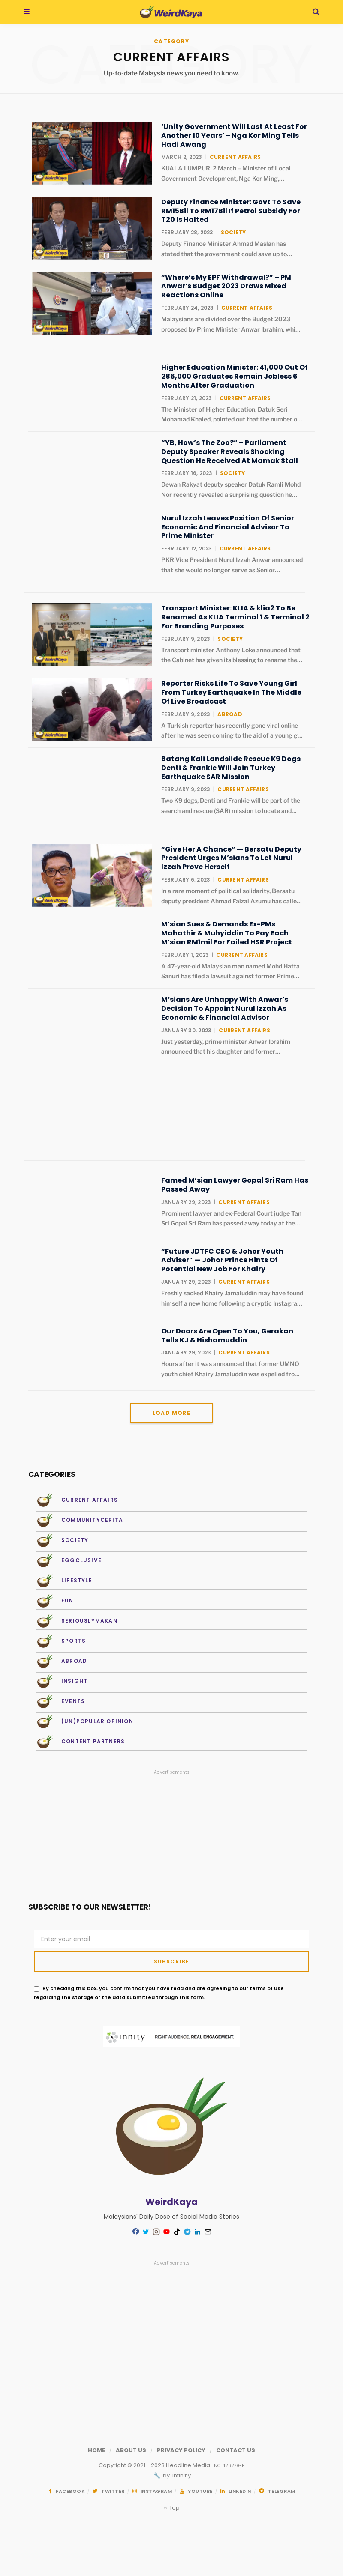 WeirdKaya
CATEGORY
CATEGORY
CURRENT AFFAIRS
Up-to-date Malaysia news you need to know.
‘Unity Government Will Last At Least For
Another 10 Years’ – Nga Kor Ming Tells
Hadi Awang
MARCH 2, 2023 | CURRENT AFFAIRS
KUALA LUMPUR, 2 March – Minister of Local
Government Development, Nga Kor Ming,…
WeirdKaya
Deputy Finance Minister: Govt To Save
RM15Bil To RM17Bil If Petrol Subsidy For
T20 Is Halted
FEBRUARY 28, 2023 | SOCIETY
Deputy Finance Minister Ahmad Maslan has
stated that the government could save up to…
WeirdKaya
“Where’s My EPF Withdrawal?” – PM
Anwar’s Budget 2023 Draws Mixed
Reactions Online
FEBRUARY 24, 2023 | CURRENT AFFAIRS
Malaysians are divided over the Budget 2023
proposed by Prime Minister Anwar Ibrahim, whi…
WeirdKaya
Higher Education Minister: 41,000 Out Of
286,000 Graduates Remain Jobless 6
Months After Graduation
FEBRUARY 21, 2023 | CURRENT AFFAIRS
The Minister of Higher Education, Datuk Seri
Mohamad Khaled, pointed out that the number o…
“YB, How’s The Zoo?” – Parliament
Deputy Speaker Reveals Shocking
Question He Received At Mamak Stall
FEBRUARY 18, 2023 | SOCIETY
Dewan Rakyat deputy speaker Datuk Ramli Mohd
Nor recently revealed a surprising question he…
Nurul Izzah Leaves Position Of Senior
Economic And Financial Advisor To
Prime Minister
FEBRUARY 12, 2023 | CURRENT AFFAIRS
PKR Vice President Nurul Izzah Anwar announced
that she would no longer serve as Senior…
Transport Minister: KLIA & klia2 To Be
Renamed As KLIA Terminal 1 & Terminal 2
For Branding Purposes
FEBRUARY 9, 2023 | SOCIETY
Transport minister Anthony Loke announced that
the Cabinet has given its blessing to rename the…
WeirdKaya
Reporter Risks Life To Save Young Girl
From Turkey Earthquake In The Middle
Of Live Broadcast
FEBRUARY 9, 2023 | ABROAD
A Turkish reporter has recently gone viral online
after he was seen coming to the aid of a young g…
WeirdKaya
Batang Kali Landslide Rescue K9 Dogs
Denti & Frankie Will Join Turkey
Earthquake SAR Mission
FEBRUARY 9, 2023 | CURRENT AFFAIRS
Two K9 dogs, Denti and Frankie will be part of the
search and rescue (SAR) mission to locate and…
“Give Her A Chance” — Bersatu Deputy
President Urges M’sians To Let Nurul
Izzah Prove Herself
FEBRUARY 6, 2023 | CURRENT AFFAIRS
In a rare moment of political solidarity, Bersatu
deputy president Ahmad Faizal Azumu has calle…
WeirdKaya
M’sian Sues & Demands Ex-PMs
Mahathir & Muhyiddin To Pay Each
M’sian RM1mil For Failed HSR Project
FEBRUARY 1, 2023 | CURRENT AFFAIRS
A 47-year-old Malaysian man named Mohd Hatta
Sanuri has filed a lawsuit against former Prime…
M’sians Are Unhappy With Anwar’s
Decision To Appoint Nurul Izzah As
Economic & Financial Advisor
JANUARY 30, 2023 | CURRENT AFFAIRS
Just yesterday, prime minister Anwar Ibrahim
announced that his daughter and former…
Famed M’sian Lawyer Gopal Sri Ram Has
Passed Away
JANUARY 29, 2023 | CURRENT AFFAIRS
Prominent lawyer and ex-Federal Court judge Tan
Sri Gopal Sri Ram has passed away today at the…
“Future JDTFC CEO & Johor Youth
Adviser” — Johor Prince Hints Of
Potential New Job For Khairy
JANUARY 29, 2023 | CURRENT AFFAIRS
Freshly sacked Khairy Jamaluddin may have found
himself a new home following a cryptic Instagra…
Our Doors Are Open To You, Gerakan
Tells KJ & Hishamuddin
JANUARY 29, 2023 | CURRENT AFFAIRS
Hours after it was announced that former UMNO
youth chief Khairy Jamaluddin was expelled fro…
LOAD MORE
CATEGORIES
CURRENT AFFAIRS
COMMUNITYCERITA
SOCIETY
EGGCLUSIVE
LIFESTYLE
FUN
SERIOUSLYMAKAN
SPORTS
ABROAD
INSIGHT
EVENTS
(UN)POPULAR OPINION
CONTENT PARTNERS
- Advertisements -
SUBSCRIBE TO OUR NEWSLETTER!
Enter your email
SUBSCRIBE
By checking this box, you confirm that you have read and are agreeing to our terms of use
regarding the storage of the data submitted through this form.
innity RIGHT AUDIENCE. REAL ENGAGEMENT.
WeirdKaya
Malaysians' Daily Dose of Social Media Stories
- Advertisements -
HOME / ABOUT US / PRIVACY POLICY / CONTACT US
Copyright © 2021 - 2023 Headline Media
by Infinity
FACEBOOK TWITTER INSTAGRAM YOUTUBE LINKEDIN TELEGRAM
Top